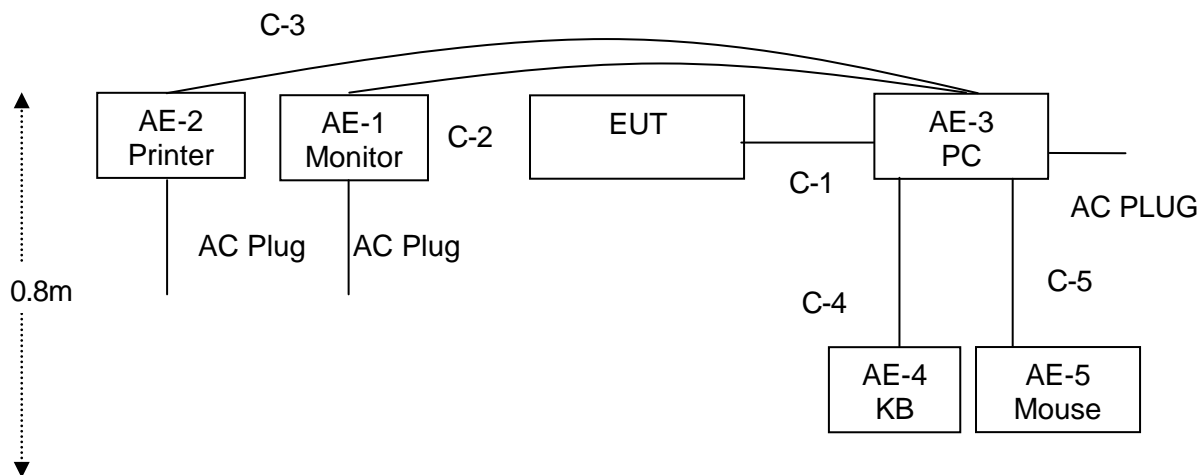 C-3
AE-2
Printer
AE-1
Monitor
C-2
EUT
C-1
AE-3
PC
AC PLUG
AC Plug
AC Plug
0.8m
C-4
C-5
AE-4
KB
AE-5
Mouse